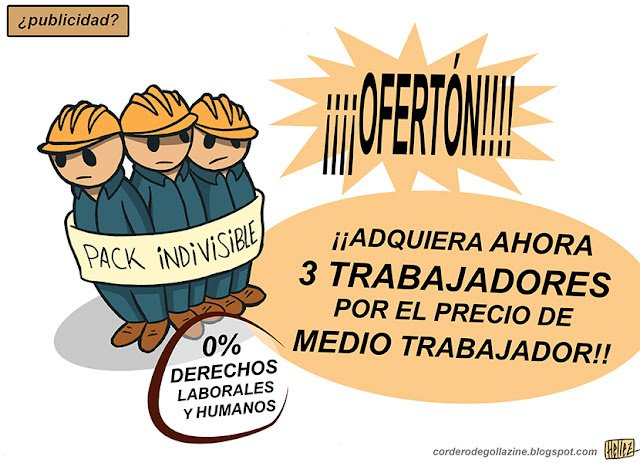 ¿publicidad?
¡¡¡¡OFERTÓN!!!!
PACK iNDiViSiBLE
¡¡ADQUIERA AHORA
3 TRABAJADORES
POR EL PRECIO DE
MEDIO TRABAJADOR!!
0%
DERECHOS
LABORALES
Y HUMANOS
corderodegollazine.blogspot.com